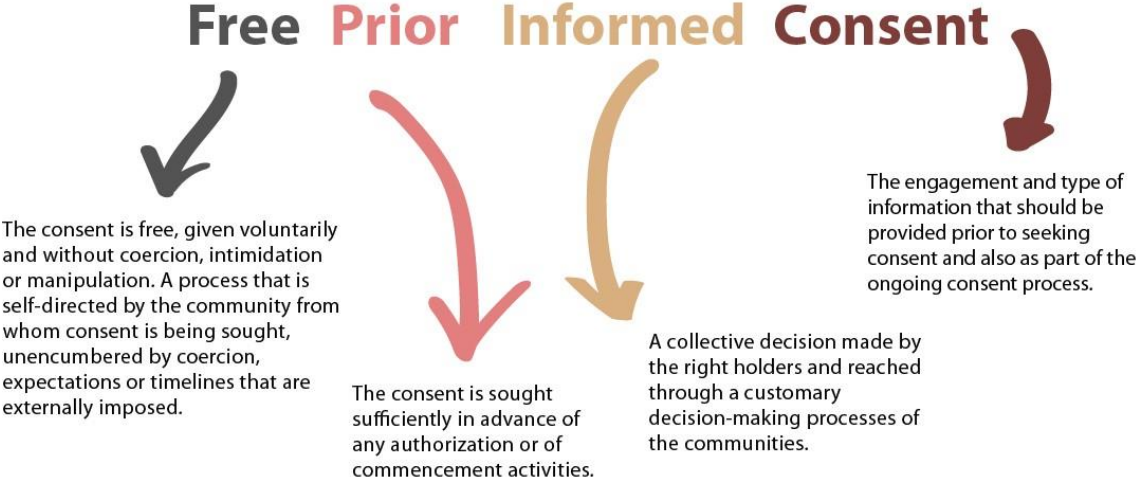 Free Prior Informed Consent
The consent is free, given voluntarily
and without coercion, intimidation
or manipulation. A process that is
self-directed by the community from
whom consent is being sought,
unencumbered by coercion,
expectations or timelines that are
externally imposed.
The consent is sought
sufficiently in advance of
any authorization or of
commencement activities.
A collective decision made by
the right holders and reached
through a customary
decision-making processes of
the communities.
The engagement and type of
information that should be
provided prior to seeking
consent and also as part of the
ongoing consent process.